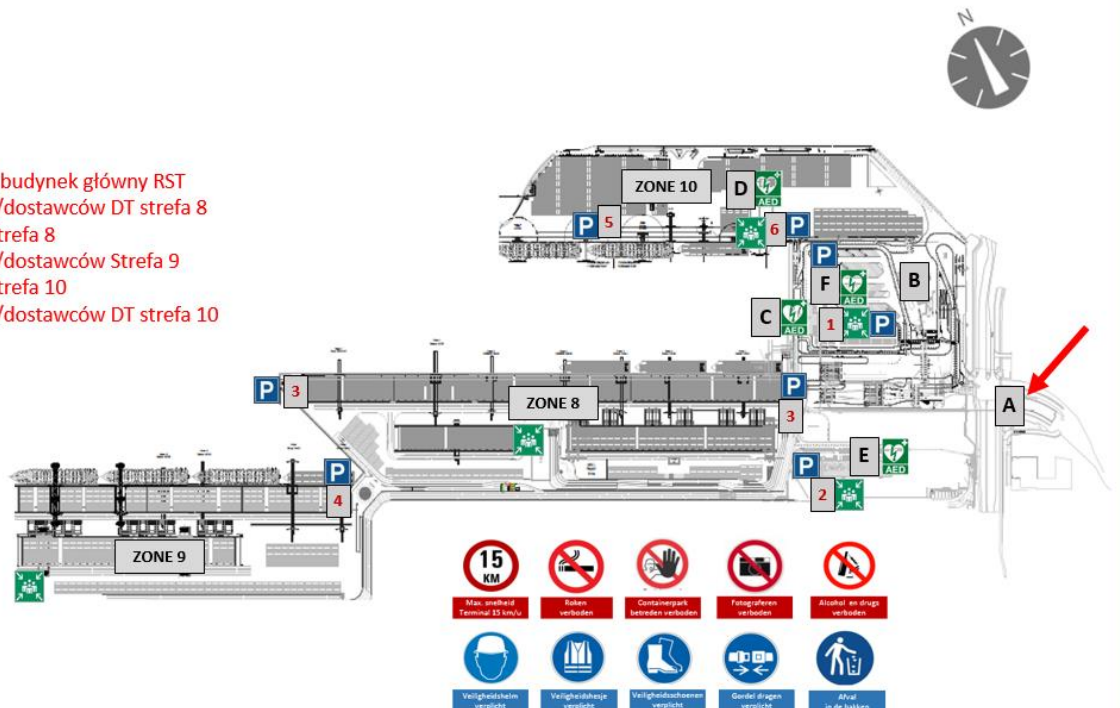 N
budynek główny RST
/dostawców DT strefa 8
trefa 8
/dostawców Strefa 9
trefa 10
/dostawców DT strefa 10
ZONE 10
D
AED
P
5
6
P
P
F
AED
B
C
AED
1
P
A
P
3
ZONE 8
P
3
E
AED
P
2
P
4
ZONE 9
15
KM
Max. snelheid
Terminal 15 km/u
Roken
verboden
Containerpark
betreden verboden
Fotograferen
verboden
Alcohol en drugs
verboden
Veiligheidshelm
verplicht
Veiligheidshesje
verplicht
Veiligheidsschoenen
verplicht
Gordel dragen
verplicht
Afval
in de bakken